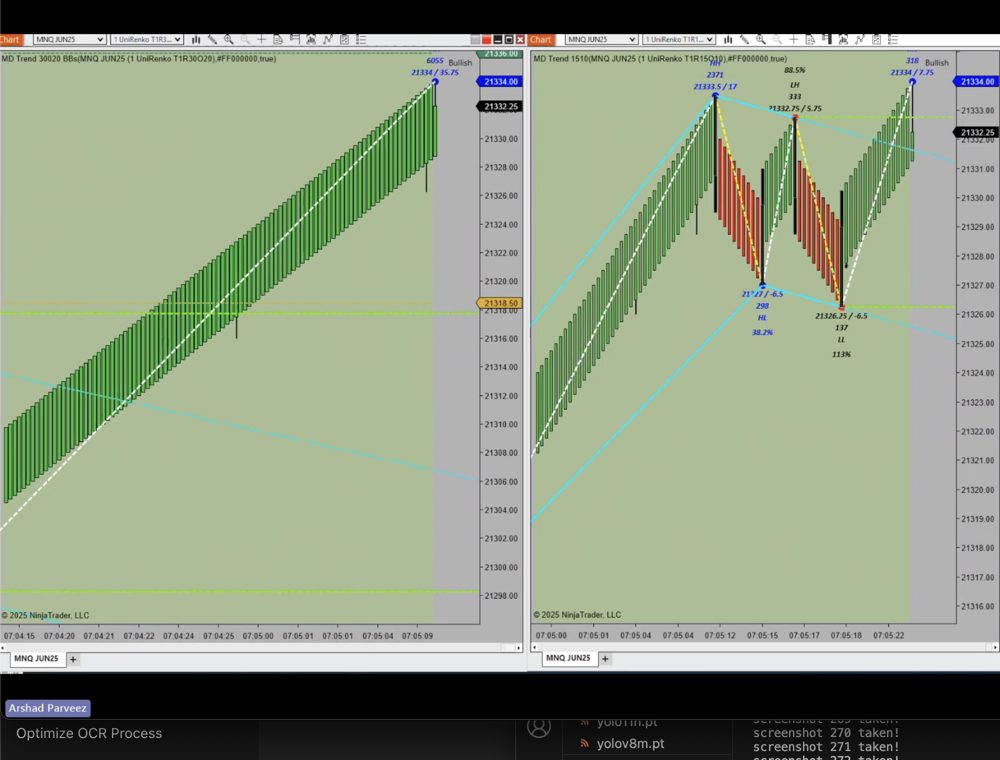 Chart
MNQ JUN25
1 UniRenko T1R3...
MD Trend 30020 BBs(MNQ JUN25 (1 UniRenko T1R30O20),#FF000000,true)
6055
Bullish
21334 / 35.75
21336.00
21334.00
21332.25
21330.00
21328.00
21326.00
21324.00
21322.00
21320.00
21318.50
21318.00
21316.00
21314.00
21312.00
21310.00
21308.00
21306.00
21304.00
21302.00
21300.00
21298.00
© 2025 NinjaTrader, LLC
07:04:15 07:04:20 07:04:21 07:04:22 07:04:24 07:04:25 07:05:00 07:05:01 07:05:01 07:05:04 07:05:09
MNQ JUN25
+
Chart
MNQ JUN25
1 UniRenko T1R1...
MD Trend 1510(MNQ JUN25 (1 UniRenko T1R15O10),#FF000000,true)
HH
2371
21333.5 / 17
88.5%
LH
333
21332.75 / 5.75
318
Bullish
21334 / 7.75
21327 / -6.5
298
HL
38.2%
21326.25 / -6.5
137
LL
113%
21334.00
21333.00
21332.25
21332.00
21331.00
21330.00
21329.00
21328.00
21327.00
21326.00
21325.00
21324.00
21323.00
21322.00
21321.00
21320.00
21319.00
21318.00
21317.00
21316.00
© 2025 NinjaTrader, LLC
07:05:00 07:05:01 07:05:04 07:05:04 07:05:12 07:05:15 07:05:17 07:05:18 07:05:22
MNQ JUN25
+
Arshad Parveez
Optimize OCR Process
yolo11n.pt
yolov8m.pt
screenshot 270 taken!
screenshot 271 taken!